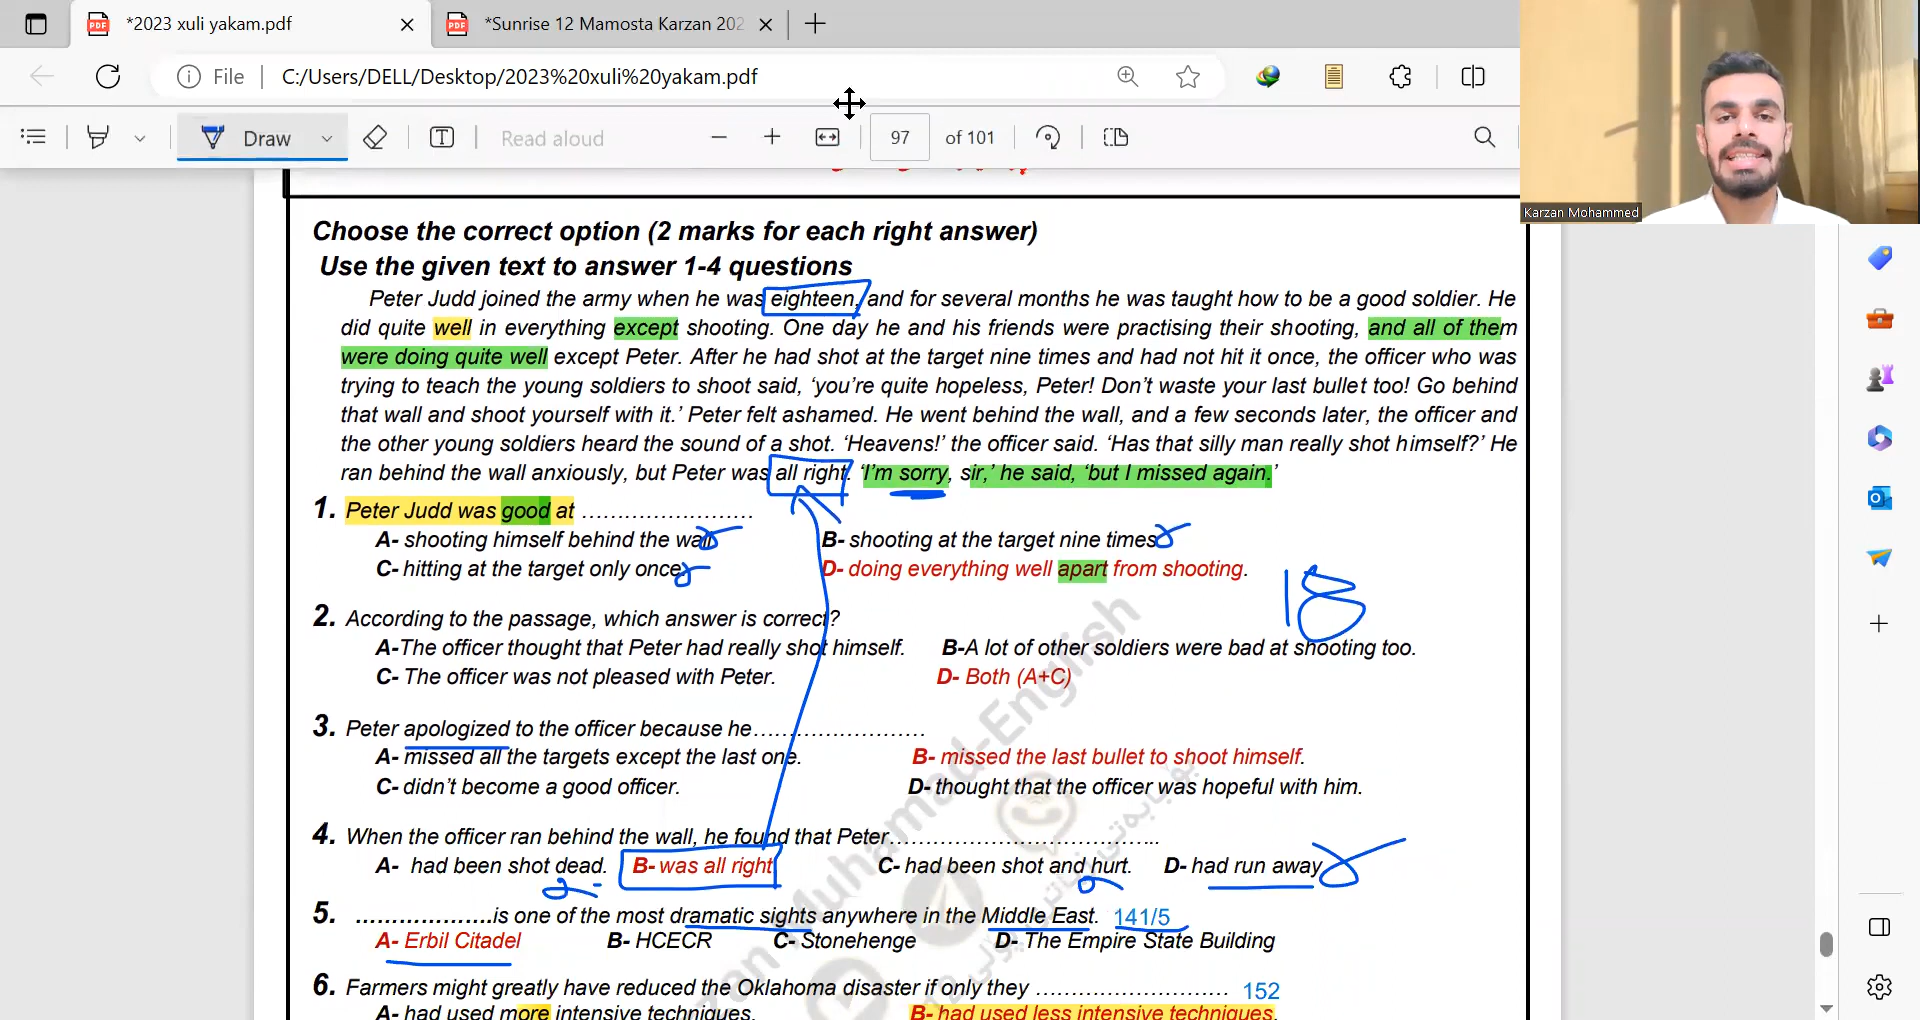 *2023 xuli yakam.pdf
*Sunrise 12 Mamosta Karzan 202
File
C:/Users/DELL/Desktop/2023%20xuli%20yakam.pdf
Draw
Read aloud
97 of 101
Karzan Mohammed
Choose the correct option (2 marks for each right answer)
Use the given text to answer 1-4 questions
Peter Judd joined the army when he was eighteen, and for several months he was taught how to be a good soldier. He
did quite well in everything except shooting. One day he and his friends were practising their shooting, and all of them
were doing quite well except Peter. After he had shot at the target nine times and had not hit it once, the officer who was
trying to teach the young soldiers to shoot said, ‘you’re quite hopeless, Peter! Don’t waste your last bullet too! Go behind
that wall and shoot yourself with it.’ Peter felt ashamed. He went behind the wall, and a few seconds later, the officer and
the other young soldiers heard the sound of a shot. ‘Heavens!’ the officer said. ‘Has that silly man really shot himself?’ He
ran behind the wall anxiously, but Peter was all right. ‘I’m sorry, sir,’ he said, ‘but I missed again.’
1. Peter Judd was good at ........................
A- shooting himself behind the wall
B- shooting at the target nine times
C- hitting at the target only once
D- doing everything well apart from shooting.
18
2. According to the passage, which answer is correct?
A-The officer thought that Peter had really shot himself.
B-A lot of other soldiers were bad at shooting too.
C- The officer was not pleased with Peter.
D- Both (A+C)
3. Peter apologized to the officer because he........................
A- missed all the targets except the last one.
B- missed the last bullet to shoot himself.
C- didn’t become a good officer.
D- thought that the officer was hopeful with him.
4. When the officer ran behind the wall, he found that Peter......................................
A- had been shot dead. B- was all right C- had been shot and hurt. D- had run away
5. ...................is one of the most dramatic sights anywhere in the Middle East. 141/5
A- Erbil Citadel B- HCECR C- Stonehenge D- The Empire State Building
6. Farmers might greatly have reduced the Oklahoma disaster if only they ........................... 152
A- had used more intensive techniques. B- had used less intensive techniques.
zan Muhammad-English